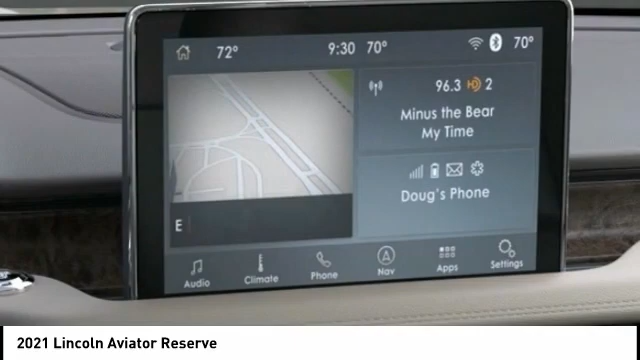 72° 9:30 70° 70°
96.3 2
Minus the Bear
My Time
Doug's Phone
E
Audio Climate Phone Nav Apps Settings
2021 Lincoln Aviator Reserve